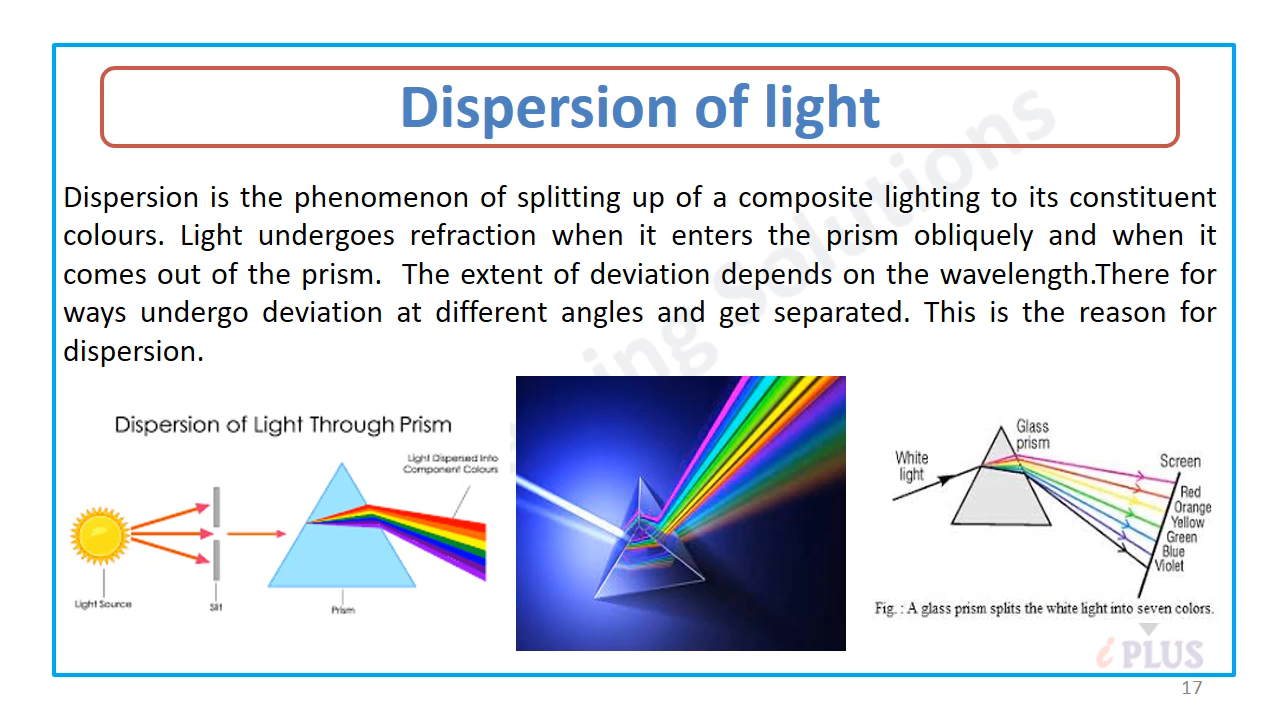 Dispersion of light
Dispersion is the phenomenon of splitting up of a composite lighting to its constituent
colours. Light undergoes refraction when it enters the prism obliquely and when it
comes out of the prism.  The extent of deviation depends on the wavelength.There for
ways undergo deviation at different angles and get separated. This is the reason for
dispersion.
Dispersion of Light Through Prism
Light Dispersed Into
Component Colours
Light Source
Slit
Prism
Glass
prism
White
light
Screen
Red
Orange
Yellow
Green
Blue
Violet
Fig. : A glass prism splits the white light into seven colors.
i PLUS
17
ing Solutions